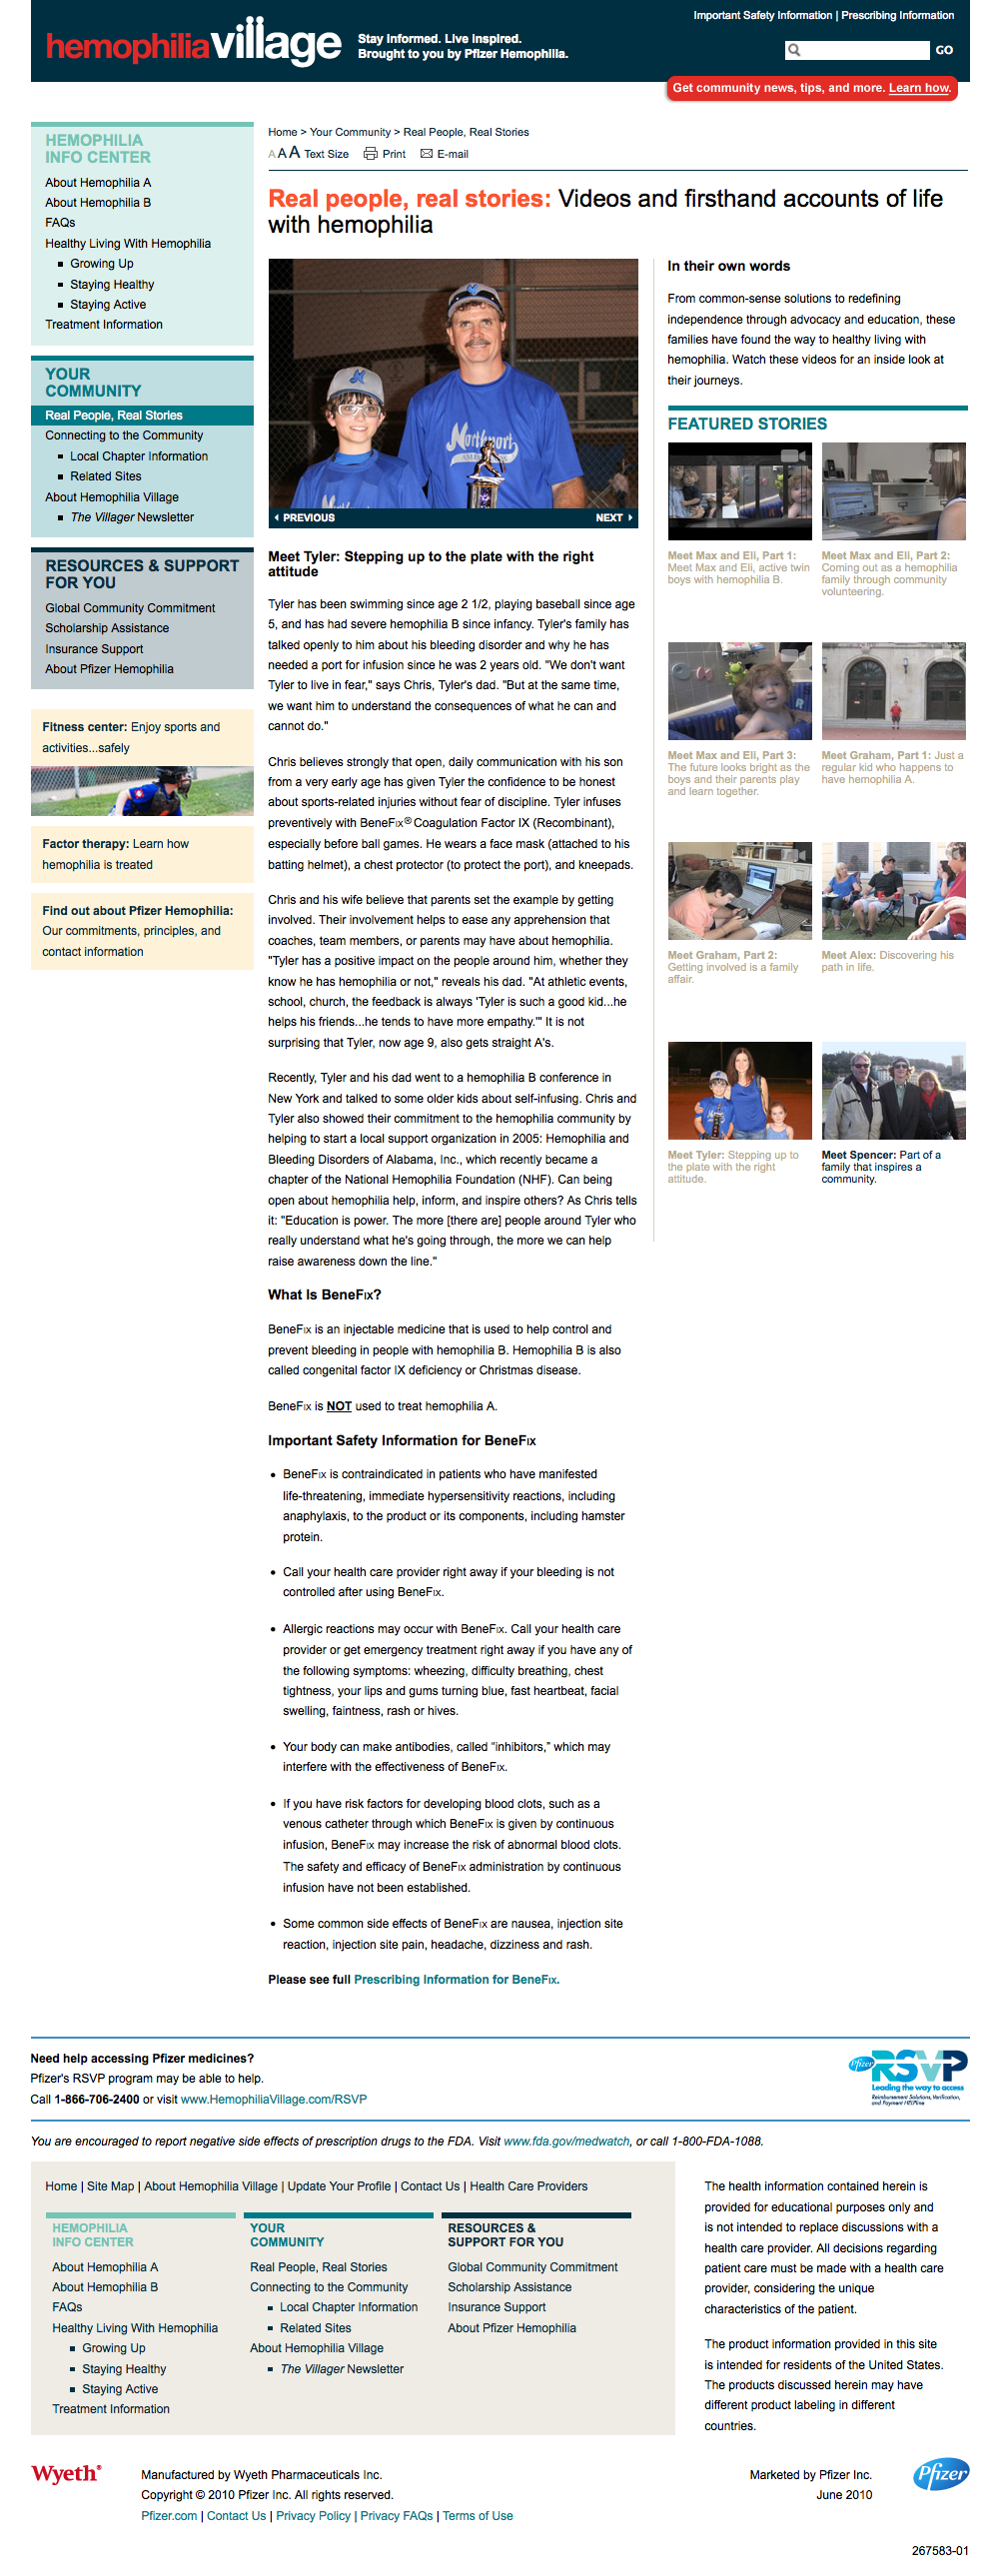 hemophiliavillage
Stay Informed. Live Inspired.
Brought to you by Pfizer Hemophilia.
Important Safety Information | Prescribing Information
GO
Get community news, tips, and more. Learn how.
HEMOPHILIA
INFO CENTER
About Hemophilia A
About Hemophilia B
FAQs
Healthy Living With Hemophilia
Growing Up
Staying Healthy
Staying Active
Treatment Information
YOUR
COMMUNITY
Real People, Real Stories
Connecting to the Community
Local Chapter Information
Related Sites
About Hemophilia Village
The Villager Newsletter
RESOURCES & SUPPORT
FOR YOU
Global Community Commitment
Scholarship Assistance
Insurance Support
About Pfizer Hemophilia
Fitness center: Enjoy sports and
activities...safely
Factor therapy: Learn how
hemophilia is treated
Find out about Pfizer Hemophilia:
Our commitments, principles, and
contact information
Home > Your Community > Real People, Real Stories
A A A Text Size Print E-mail
Real people, real stories: Videos and firsthand accounts of life
with hemophilia
Northport
PREVIOUS NEXT
Meet Tyler: Stepping up to the plate with the right
attitude
Tyler has been swimming since age 2 1/2, playing baseball since age
5, and has had severe hemophilia B since infancy. Tyler's family has
talked openly to him about his bleeding disorder and why he has
needed a port for infusion since he was 2 years old. "We don't want
Tyler to live in fear," says Chris, Tyler's dad. "But at the same time,
we want him to understand the consequences of what he can and
cannot do."
Chris believes strongly that open, daily communication with his son
from a very early age has given Tyler the confidence to be honest
about sports-related injuries without fear of discipline. Tyler infuses
preventively with BeneFIX® Coagulation Factor IX (Recombinant),
especially before ball games. He wears a face mask (attached to his
batting helmet), a chest protector (to protect the port), and kneepads.
Chris and his wife believe that parents set the example by getting
involved. Their involvement helps to ease any apprehension that
coaches, team members, or parents may have about hemophilia.
"Tyler has a positive impact on the people around him, whether they
know he has hemophilia or not," reveals his dad. "At athletic events,
school, church, the feedback is always 'Tyler is such a good kid...he
helps his friends...he tends to have more empathy.'" It is not
surprising that Tyler, now age 9, also gets straight A's.
Recently, Tyler and his dad went to a hemophilia B conference in
New York and talked to some older kids about self-infusing. Chris and
Tyler also showed their commitment to the hemophilia community by
helping to start a local support organization in 2005: Hemophilia and
Bleeding Disorders of Alabama, Inc., which recently became a
chapter of the National Hemophilia Foundation (NHF). Can being
open about hemophilia help, inform, and inspire others? As Chris tells
it: "Education is power. The more [there are] people around Tyler who
really understand what he's going through, the more we can help
raise awareness down the line."
What Is BeneFIX?
BeneFIX is an injectable medicine that is used to help control and
prevent bleeding in people with hemophilia B. Hemophilia B is also
called congenital factor IX deficiency or Christmas disease.
BeneFIX is NOT used to treat hemophilia A.
Important Safety Information for BeneFIX
BeneFIX is contraindicated in patients who have manifested
life-threatening, immediate hypersensitivity reactions, including
anaphylaxis, to the product or its components, including hamster
protein.
Call your health care provider right away if your bleeding is not
controlled after using BeneFIX.
Allergic reactions may occur with BeneFIX. Call your health care
provider or get emergency treatment right away if you have any of
the following symptoms: wheezing, difficulty breathing, chest
tightness, your lips and gums turning blue, fast heartbeat, facial
swelling, faintness, rash or hives.
Your body can make antibodies, called “inhibitors,” which may
interfere with the effectiveness of BeneFIX.
If you have risk factors for developing blood clots, such as a
venous catheter through which BeneFIX is given by continuous
infusion, BeneFIX may increase the risk of abnormal blood clots.
The safety and efficacy of BeneFIX administration by continuous
infusion have not been established.
Some common side effects of BeneFIX are nausea, injection site
reaction, injection site pain, headache, dizziness and rash.
Please see full Prescribing Information for BeneFIX.
In their own words
From common-sense solutions to redefining
independence through advocacy and education, these
families have found the way to healthy living with
hemophilia. Watch these videos for an inside look at
their journeys.
FEATURED STORIES
Meet Max and Eli, Part 1:
Meet Max and Eli, active twin
boys with hemophilia B.
Meet Max and Eli, Part 2:
Coming out as a hemophilia
family through community
volunteering.
Meet Max and Eli, Part 3:
The future looks bright as the
boys and their parents play
and learn together.
Meet Graham, Part 1: Just a
regular kid who happens to
have hemophilia A.
Meet Graham, Part 2:
Getting involved is a family
affair.
Meet Alex: Discovering his
path in life.
Meet Tyler: Stepping up to
the plate with the right
attitude.
Meet Spencer: Part of a
family that inspires a
community.
Need help accessing Pfizer medicines?
Pfizer's RSVP program may be able to help.
Call 1-866-706-2400 or visit www.HemophiliaVillage.com/RSVP
Pfizer RSVP
Leading the way to access
Reimbursement Solutions, Verification,
and Payment HELPline
You are encouraged to report negative side effects of prescription drugs to the FDA. Visit www.fda.gov/medwatch, or call 1-800-FDA-1088.
Home | Site Map | About Hemophilia Village | Update Your Profile | Contact Us | Health Care Providers
HEMOPHILIA
INFO CENTER
About Hemophilia A
About Hemophilia B
FAQs
Healthy Living With Hemophilia
Growing Up
Staying Healthy
Staying Active
Treatment Information
YOUR
COMMUNITY
Real People, Real Stories
Connecting to the Community
Local Chapter Information
Related Sites
About Hemophilia Village
The Villager Newsletter
RESOURCES &
SUPPORT FOR YOU
Global Community Commitment
Scholarship Assistance
Insurance Support
About Pfizer Hemophilia
The health information contained herein is
provided for educational purposes only and
is not intended to replace discussions with a
health care provider. All decisions regarding
patient care must be made with a health care
provider, considering the unique
characteristics of the patient.
The product information provided in this site
is intended for residents of the United States.
The products discussed herein may have
different product labeling in different
countries.
Wyeth®
Manufactured by Wyeth Pharmaceuticals Inc.
Copyright © 2010 Pfizer Inc. All rights reserved.
Pfizer.com | Contact Us | Privacy Policy | Privacy FAQs | Terms of Use
Marketed by Pfizer Inc.
June 2010
Pfizer
267583-01